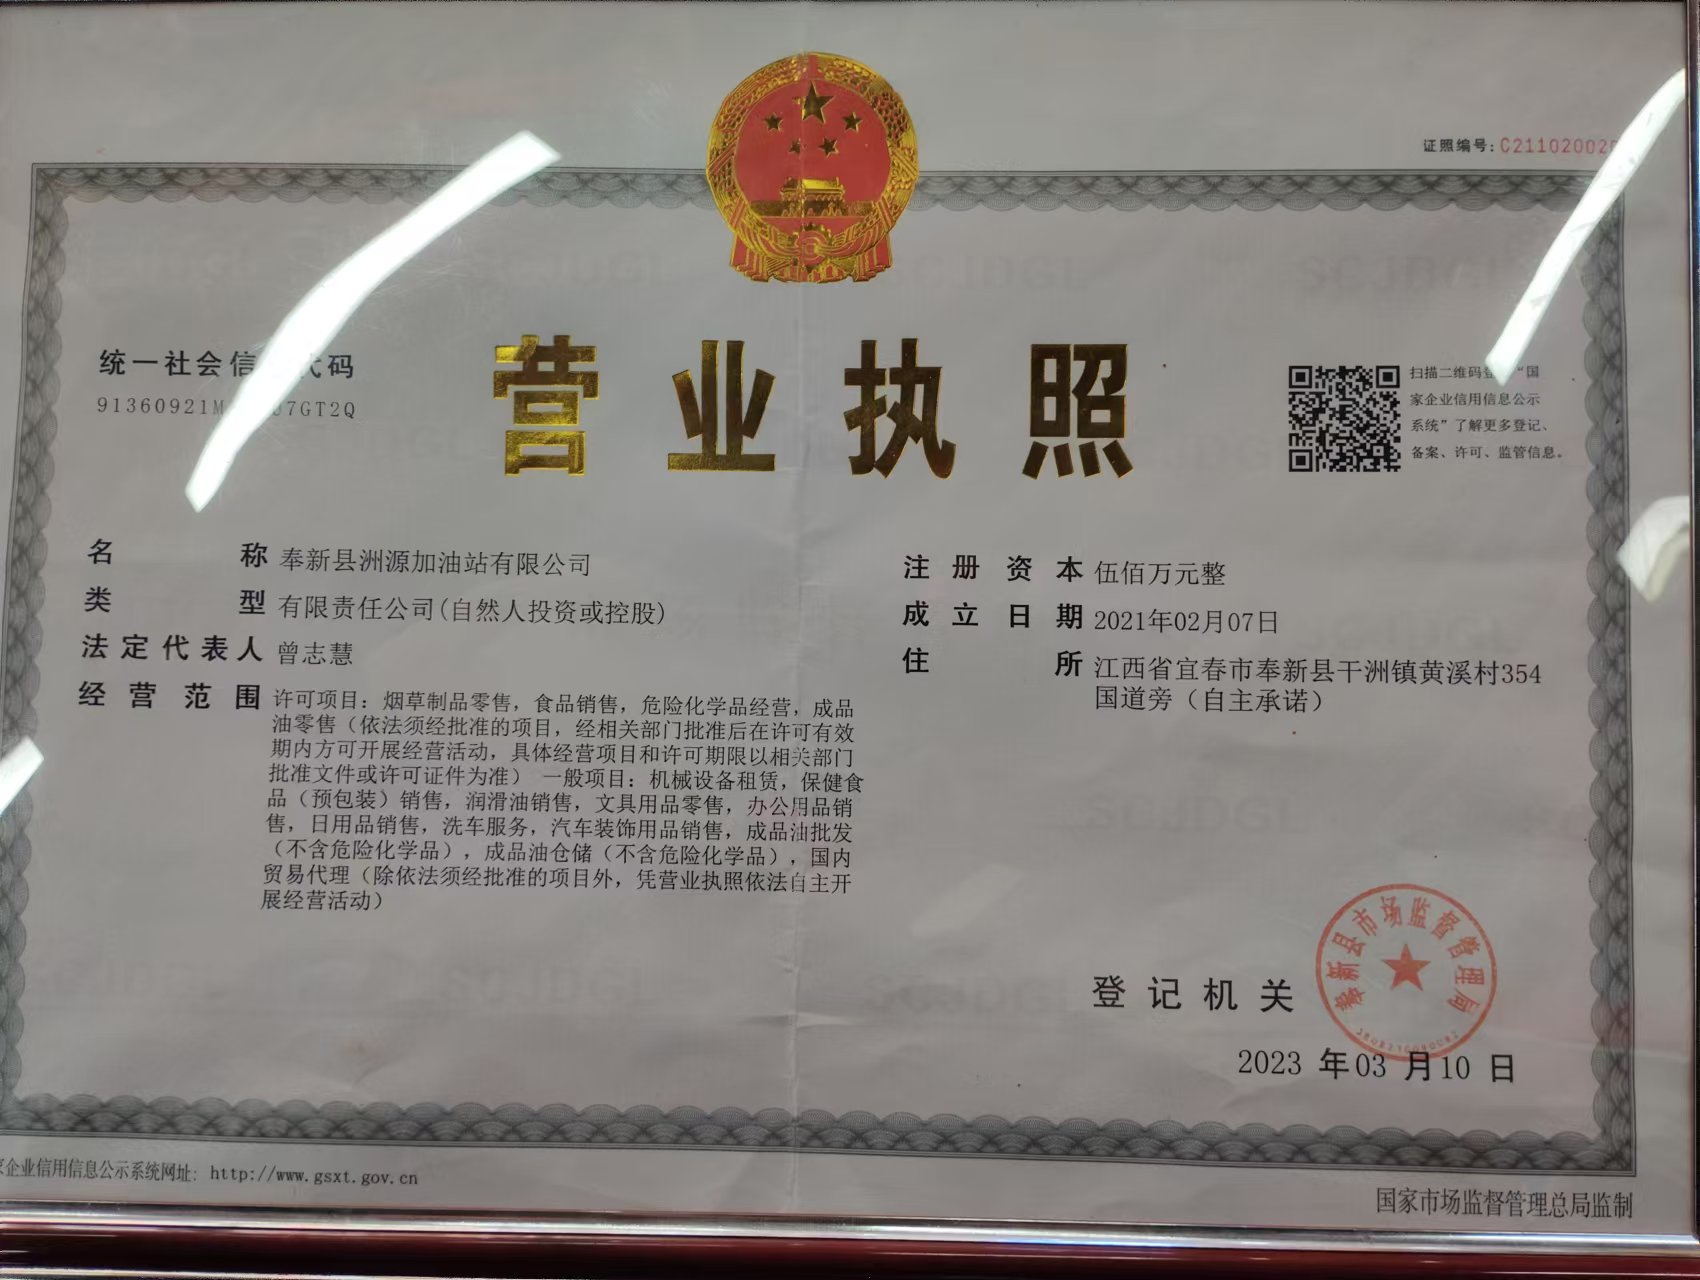 证照编号：C21102002
营业执照
统一社会信 代码
91360921M 07GT2Q
扫描二维码登 “国
家企业信用信息公示
系统”了解更多登记、
备案、许可、监管信息。
名称 奉新县洲源加油站有限公司
类型 有限责任公司(自然人投资或控股)
法定代表人 曾志慧
经营范围 许可项目：烟草制品零售，食品销售，危险化学品经营，成品
油零售（依法须经批准的项目，经相关部门批准后在许可有效
期内方可开展经营活动，具体经营项目和许可期限以相关部门
批准文件或许可证件为准） 一般项目：机械设备租赁，保健食
品（预包装）销售，润滑油销售，文具用品零售，办公用品销
售，日用品销售，洗车服务，汽车装饰用品销售，成品油批发
（不含危险化学品），成品油仓储（不含危险化学品），国内
贸易代理（除依法须经批准的项目外，凭营业执照依法自主开
展经营活动）
注册资本 伍佰万元整
成立日期 2021年02月07日
住所 江西省宜春市奉新县干洲镇黄溪村354
国道旁（自主承诺）
登记机关
奉新县市场监督管理局
2023 年03 月10 日
家企业信用信息公示系统网址：http://www.gsxt.gov.cn
国家市场监督管理总局监制